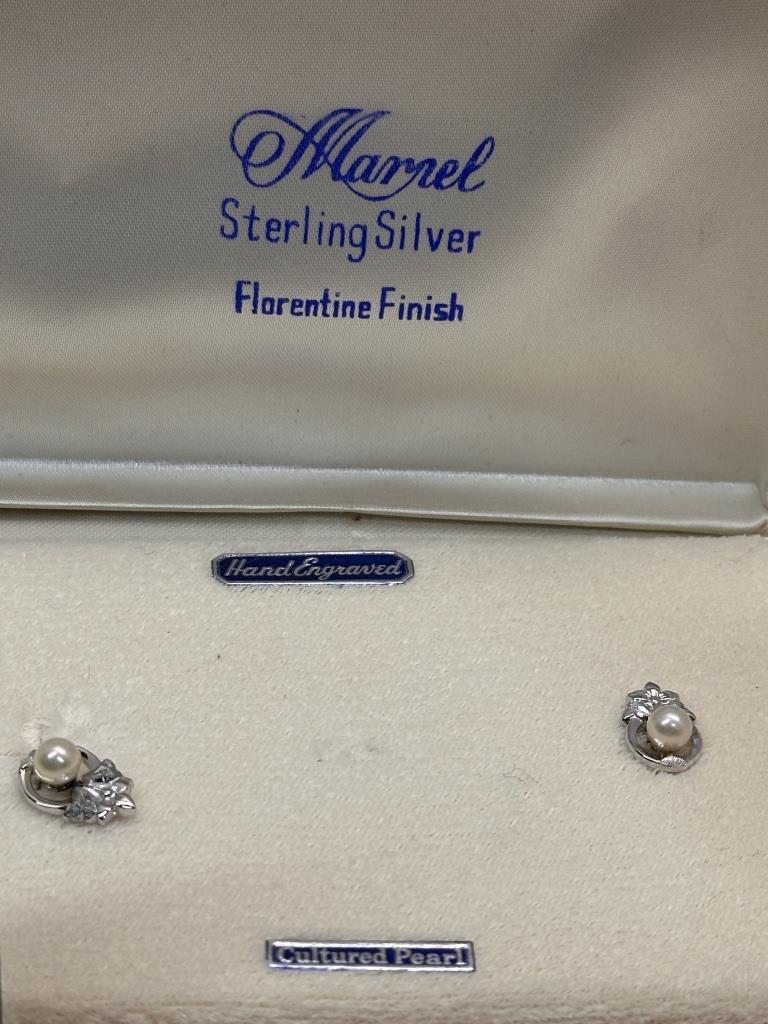 Marvel
Sterling Silver
Florentine Finish
Hand Engraved
Cultured Pearl